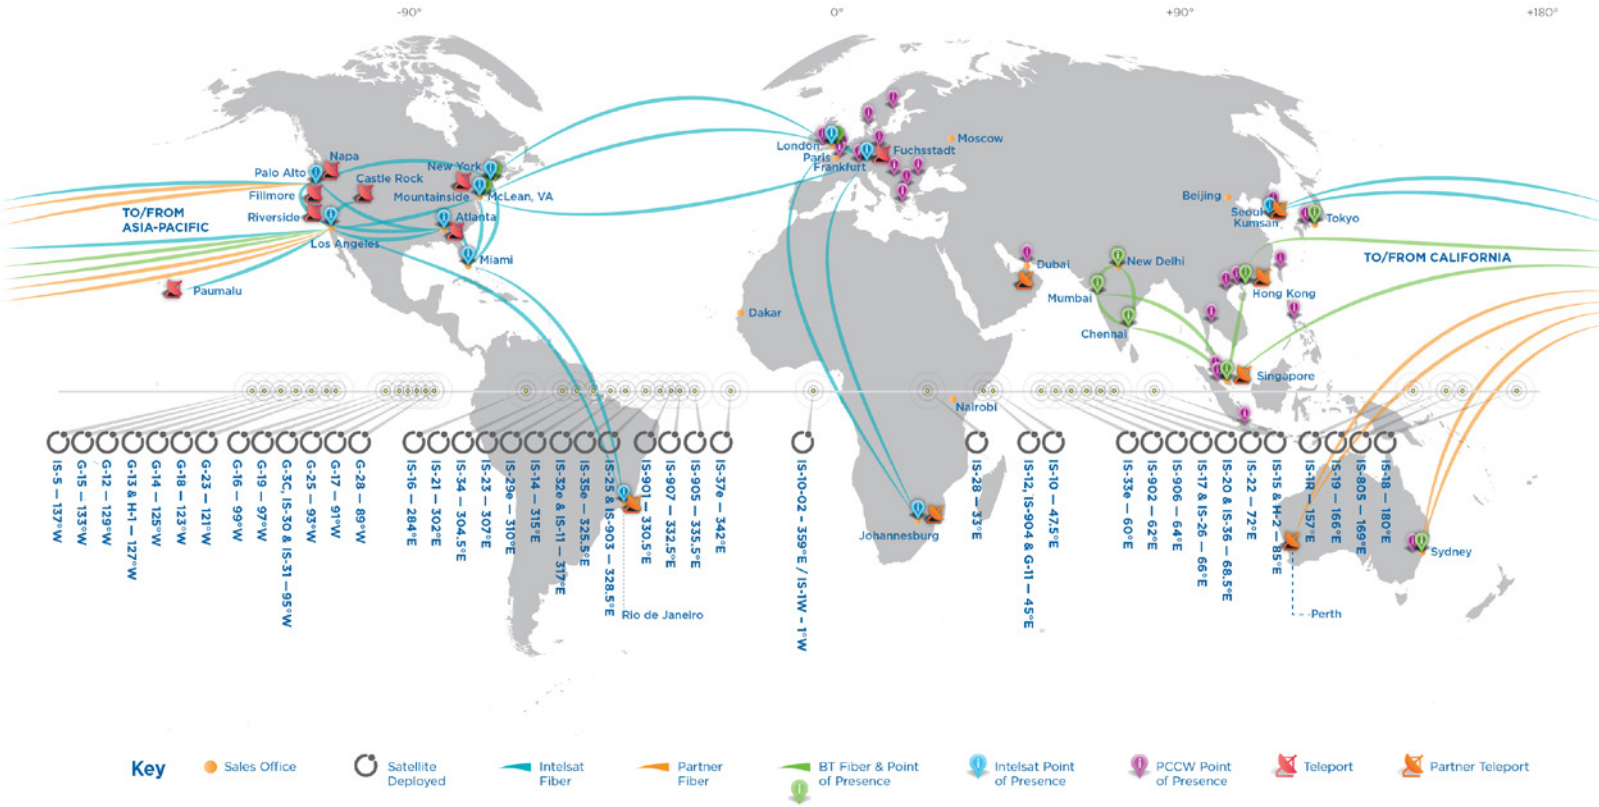 -90°
0°
+90°
+180°
Napa
Palo Alto
Castle Rock
Fillmore
Riverside
Los Angeles
New York
Mountainside
McLean, VA
Atlanta
Miami
TO/FROM
ASIA-PACIFIC
Paumalu
London
Paris
Frankfurt
Fuchsstadt
Moscow
Beijing
Seoul
Kumsan
Tokyo
Dubai
New Delhi
Mumbai
Chennai
Hong Kong
TO/FROM CALIFORNIA
Dakar
Singapore
Nairobi
Johannesburg
Sydney
Rio de Janeiro
Perth
IS-5 — 137°W
G-15 — 133°W
G-12 — 129°W
G-13 & H-1 — 127°W
G-14 — 125°W
G-18 — 123°W
G-23 — 121°W
G-16 — 99°W
G-19 — 97°W
G-3C, IS-30 & IS-31 — 95°W
G-25 — 93°W
G-17 — 91°W
G-28 — 89°W
IS-16 — 284°E
IS-21 — 302°E
IS-34 — 304.5°E
IS-23 — 307°E
IS-29e — 310°E
IS-14 — 315°E
IS-32e & IS-11 — 317°E
IS-35e — 325.5°E
IS-25 & IS-903 — 328.5°E
IS-901 — 330.5°E
IS-907 — 332.5°E
IS-905 — 335.5°E
IS-37e — 342°E
IS-10-02 - 359°E / IS-1W - 1°W
IS-28 — 33°E
IS-12, IS-904 & G-11 — 45°E
IS-10 — 47.5°E
IS-33e — 60°E
IS-902 — 62°E
IS-906 — 64°E
IS-17 & IS-26 — 66°E
IS-20 & IS-36 — 68.5°E
IS-22 — 72°E
IS-15 & H-2 — 85°E
IS-1R — 157°E
IS-19 — 166°E
IS-805 — 169°E
IS-18 — 180°E
Key
Sales Office
Satellite
Deployed
Intelsat
Fiber
Partner
Fiber
BT Fiber & Point
of Presence
Intelsat Point
of Presence
PCCW Point
of Presence
Teleport
Partner Teleport